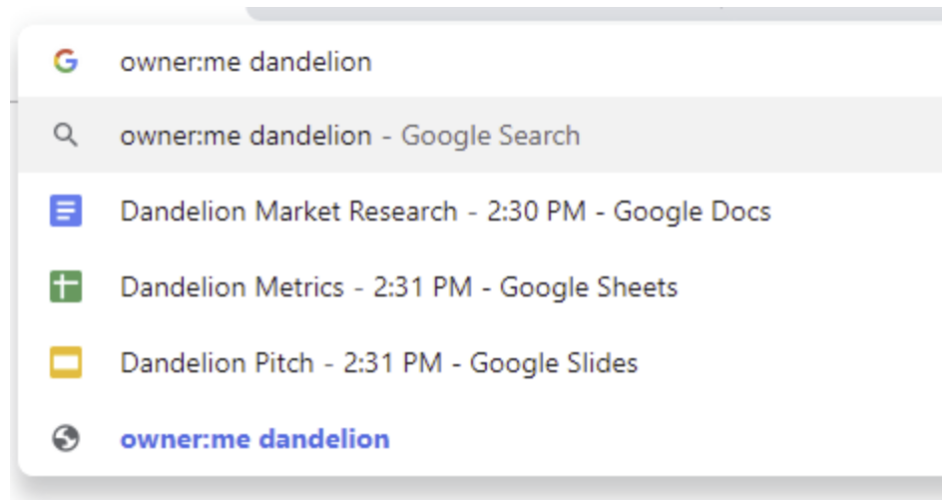 owner:me dandelion
owner:me dandelion - Google Search
Dandelion Market Research - 2:30 PM - Google Docs
Dandelion Metrics - 2:31 PM - Google Sheets
Dandelion Pitch - 2:31 PM - Google Slides
owner:me dandelion